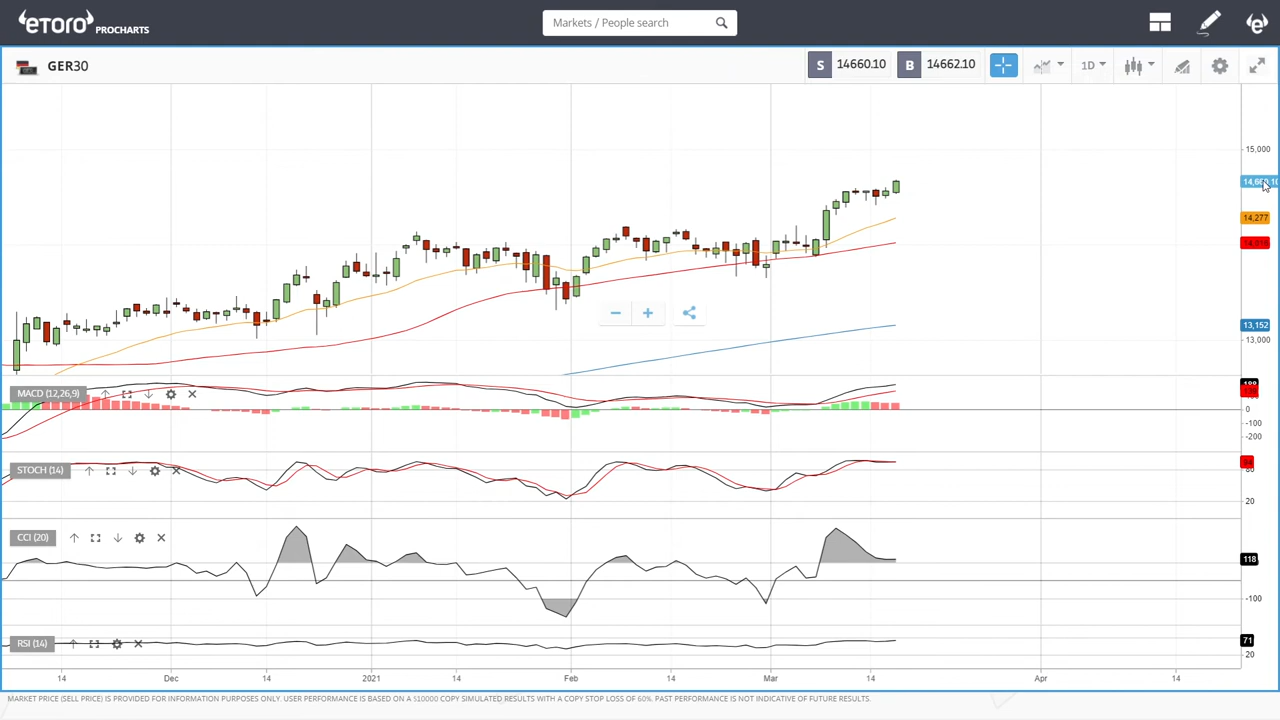 eToro PROCHARTS
Markets / People search
GER30
S 14660.10 B 14662.10
1D
15,000
14,277
13,152
13,000
MACD (12,26,9)
0
-100
-200
STOCH (14)
20
CCI (20)
118
-100
RSI (14)
71
20
14 Dec 14 2021 14 Feb 14 Mar 14 Apr 14
MARKET PRICE (SELL PRICE) IS PROVIDED FOR INFORMATION PURPOSES ONLY. USER PERFORMANCE IS BASED ON A $10000 COPY SIMULATED RESULTS WITH A COPY STOP LOSS OF 60%. PAST PERFORMANCE IS NOT INDICATIVE OF FUTURE RESULTS.